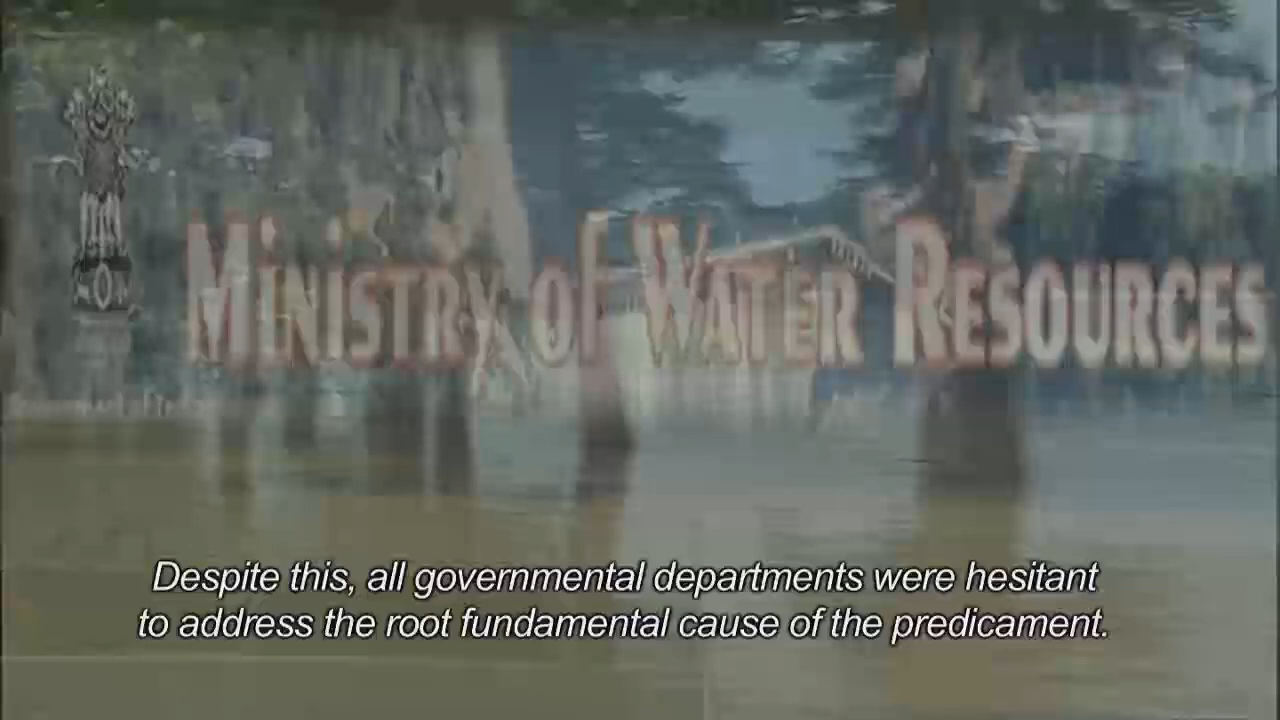 MINISTRY OF WATER RESOURCES
Despite this, all governmental departments were hesitant
to address the root fundamental cause of the predicament.